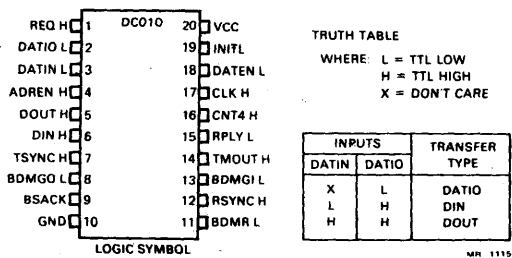 DC010
REQ H 1 20 VCC
DATIO L 2 19 INITL
DATIN L 3 18 DATEN L
ADREN H 4 17 CLK H
DOUT H 5 16 CNT4 H
DIN H 6 15 RPLY L
TSYNC H 7 14 TMOUT H
BDMGO L 8 13 BDMGI L
BSACK 9 12 RSYNC H
GND 10 11 BDMR L
LOGIC SYMBOL
TRUTH TABLE
WHERE: L = TTL LOW
H = TTL HIGH
X = DON'T CARE
INPUTS TRANSFER TYPE
DATIN DATIO
X L DATIO
L H DIN
H H DOUT
MR 1115